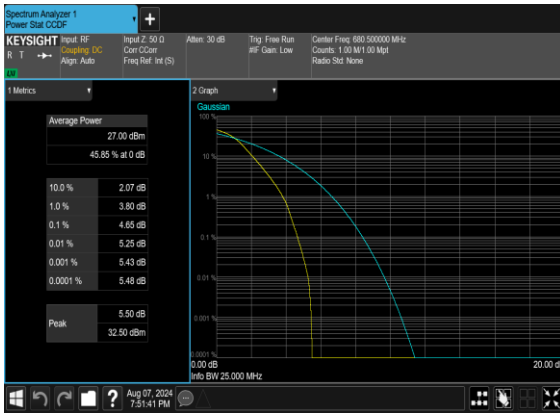 Spectrum Analyzer 1
Power Stat CCDF
+
KEYSIGHT
R T
LM
Input: RF
Coupling: DC
Align: Auto
Input Z: 50 Ω
Corr CCorr
Freq Ref: Int (S)
Atten: 30 dB
Trig: Free Run
#IF Gain: Low
Center Freq: 680.500000 MHz
Counts: 1.00 M/1.00 Mpt
Radio Std: None
1 Metrics
Average Power
27.00 dBm
45.85 % at 0 dB
10.0 % 2.07 dB
1.0 % 3.80 dB
0.1 % 4.65 dB
0.01 % 5.25 dB
0.001 % 5.43 dB
0.0001 % 5.48 dB
Peak
5.50 dB
32.50 dBm
2 Graph
Gaussian
100 %
10 %
1 %
0.1 %
0.01 %
0.001 %
0.0001 %
0.00 dB
20.00 d
Info BW 25.000 MHz
?
Aug 07, 2024
7:51:41 PM